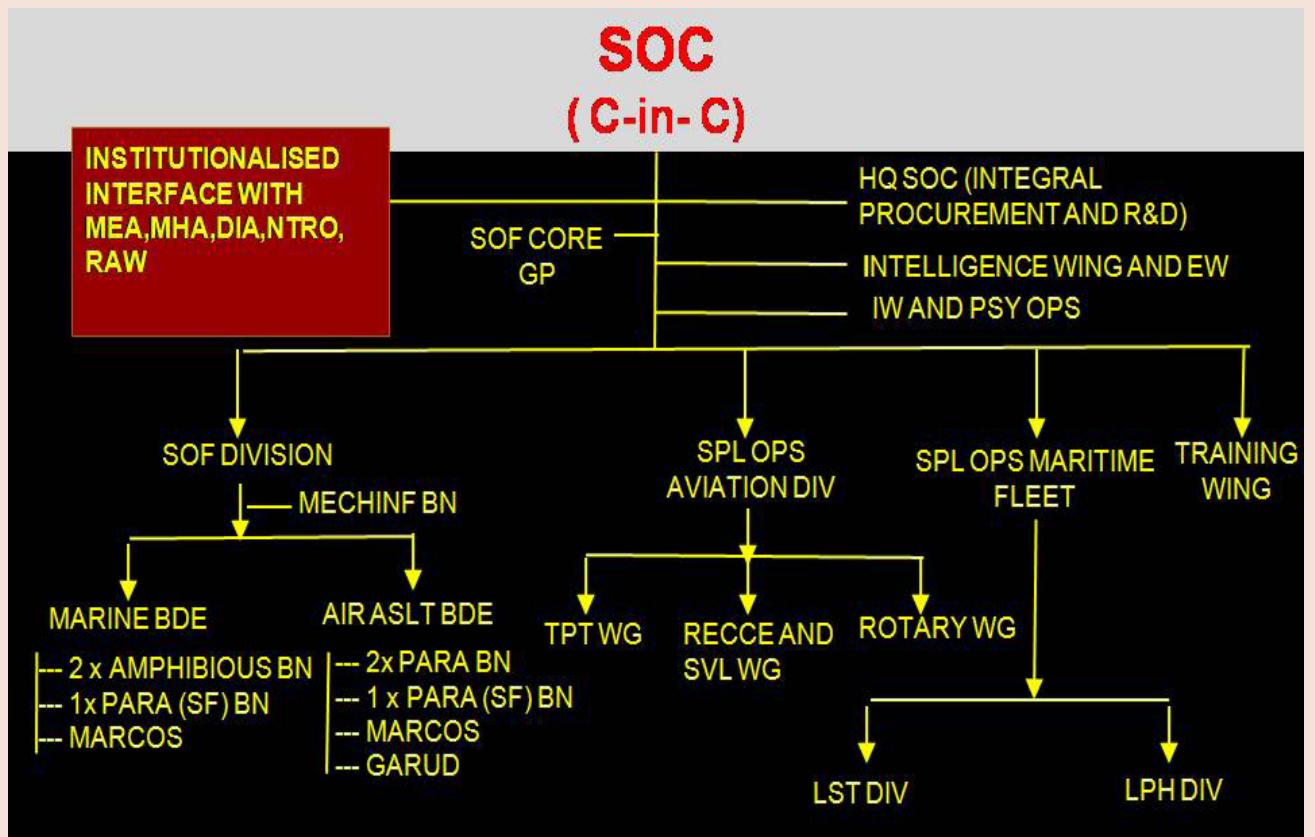 SOC
( C-in- C)
INSTITUTIONALISED
INTERFACE WITH
MEA,MHA,DIA,NTRO,
RAW
HQ SOC (INTEGRAL
PROCUREMENT AND R&D)
SOF CORE
GP
INTELLIGENCE WING AND EW
IW AND PSY OPS
SOF DIVISION
MECHINF BN
MARINE BDE
--- 2 x AMPHIBIOUS BN
--- 1x PARA (SF) BN
--- MARCOS
AIR ASLT BDE
--- 2x PARA BN
--- 1 x PARA (SF) BN
--- MARCOS
--- GARUD
SPL OPS
AVIATION DIV
TPT WG
RECCE AND
SVL WG
ROTARY WG
SPL OPS MARITIME
FLEET
LST DIV
LPH DIV
TRAINING
WING